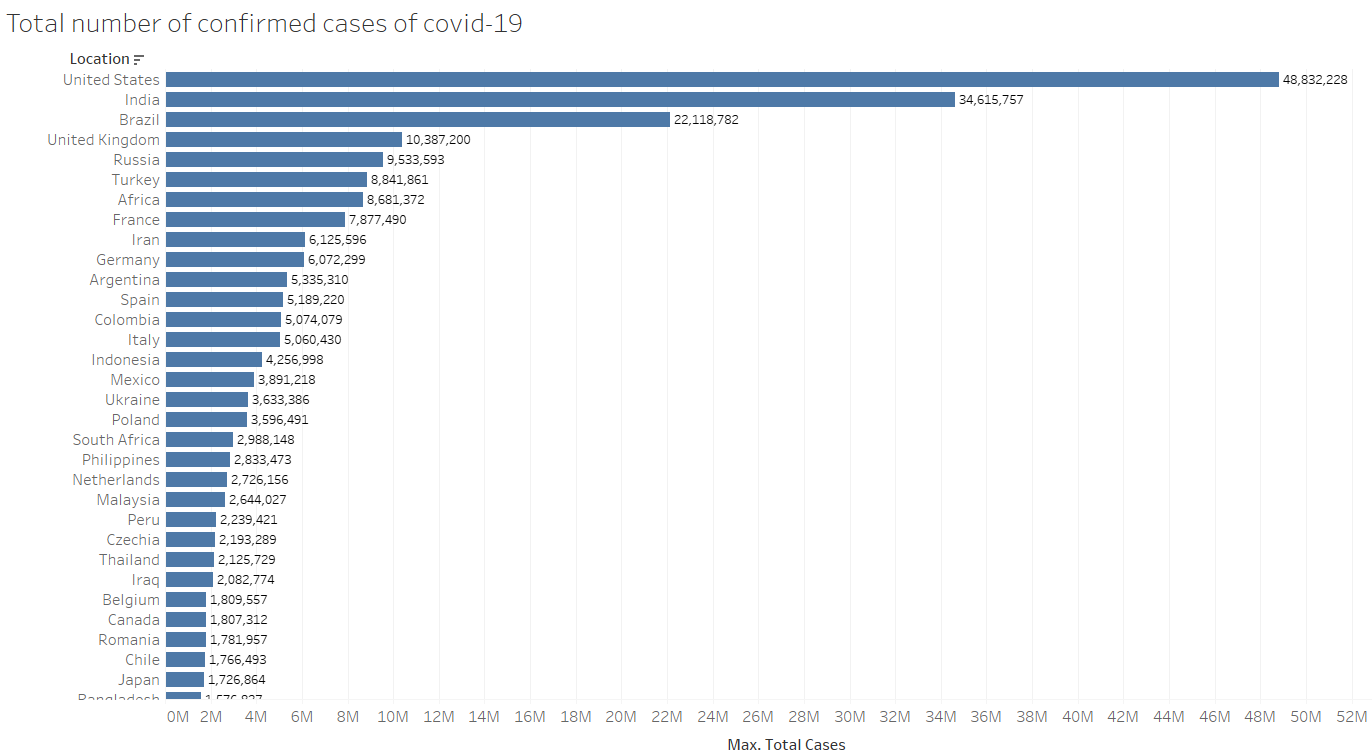 Total number of confirmed cases of covid-19
Location
United States 48,832,228
India 34,615,757
Brazil 22,118,782
United Kingdom 10,387,200
Russia 9,533,593
Turkey 8,841,861
Africa 8,681,372
France 7,877,490
Iran 6,125,596
Germany 6,072,299
Argentina 5,335,310
Spain 5,189,220
Colombia 5,074,079
Italy 5,060,430
Indonesia 4,256,998
Mexico 3,891,218
Ukraine 3,633,386
Poland 3,596,491
South Africa 2,988,148
Philippines 2,833,473
Netherlands 2,726,156
Malaysia 2,644,027
Peru 2,239,421
Czechia 2,193,289
Thailand 2,125,729
Iraq 2,082,774
Belgium 1,809,557
Canada 1,807,312
Romania 1,781,957
Chile 1,766,493
Japan 1,726,864
Bangladesh
0M 2M 4M 6M 8M 10M 12M 14M 16M 18M 20M 22M 24M 26M 28M 30M 32M 34M 36M 38M 40M 42M 44M 46M 48M 50M 52M
Max. Total Cases